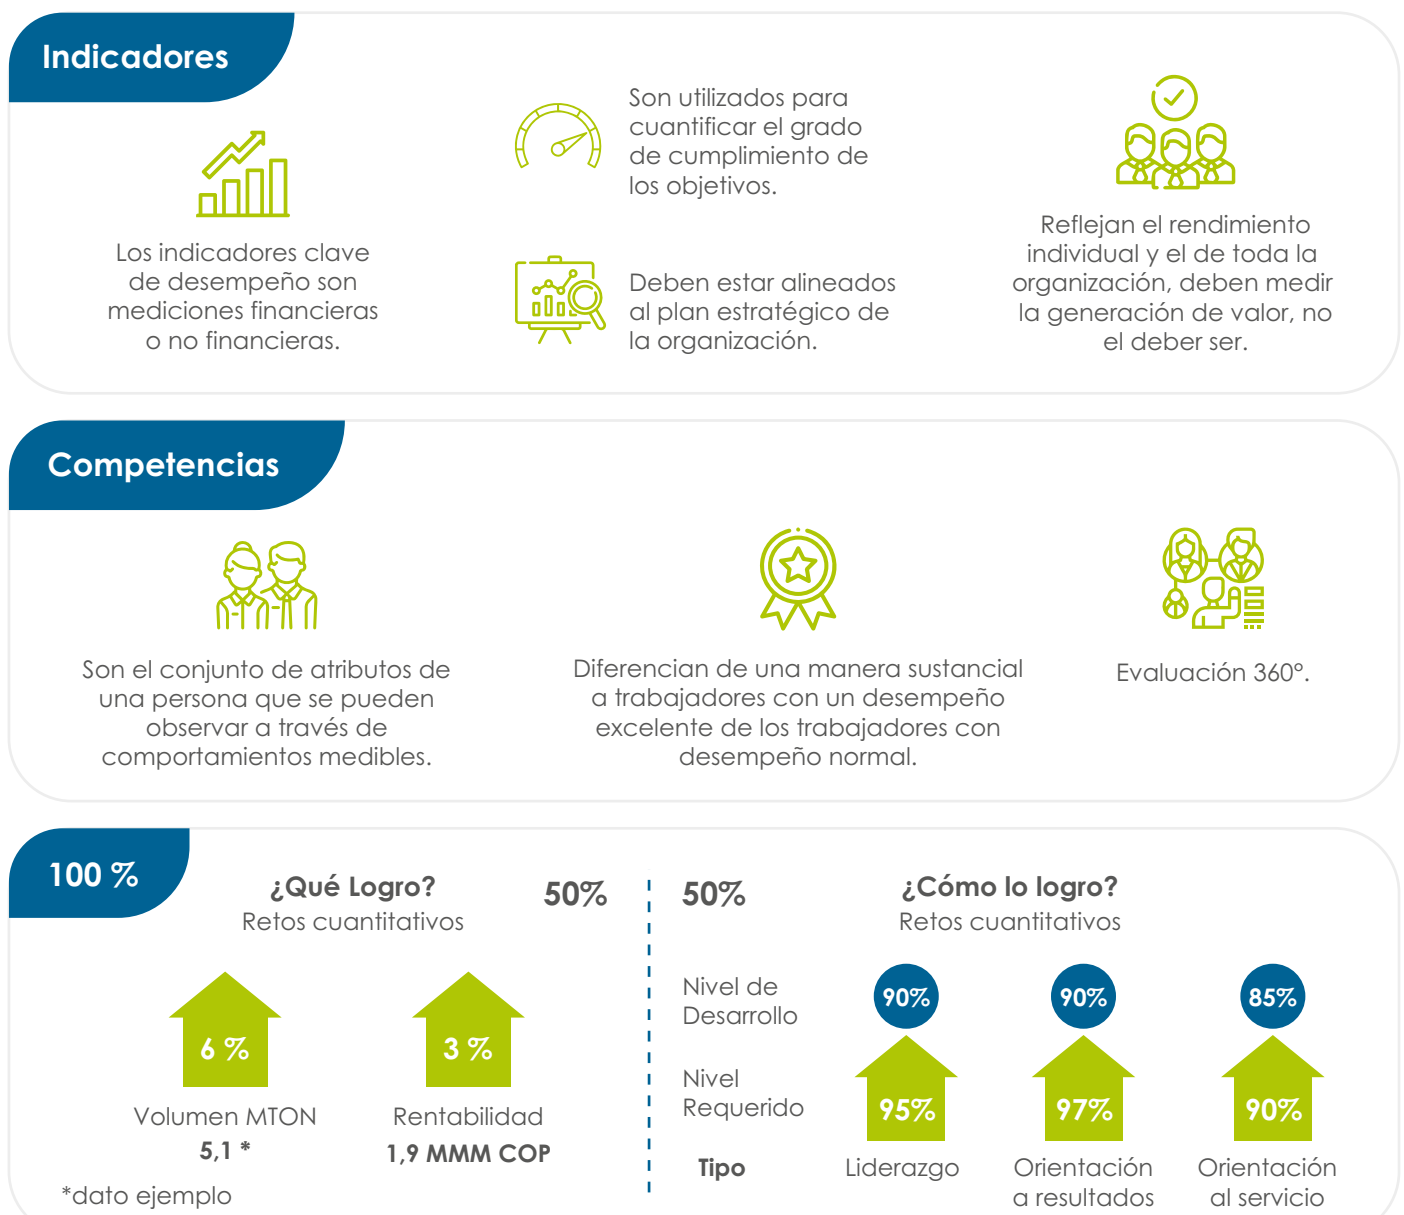 Indicadores
Los indicadores clave
de desempeño son
mediciones financieras
o no financieras.
Son utilizados para
cuantificar el grado
de cumplimiento de
los objetivos.
Deben estar alineados
al plan estratégico de
la organización.
Reflejan el rendimiento
individual y el de toda la
organización, deben medir
la generación de valor, no
el deber ser.
Competencias
Son el conjunto de atributos de
una persona que se pueden
observar a través de
comportamientos medibles.
Diferencian de una manera sustancial
a trabajadores con un desempeño
excelente de los trabajadores con
desempeño normal.
Evaluación 360°.
100 %
¿Qué Logro?
Retos cuantitativos
50%
6 %
3 %
Volumen MTON
5,1 *
Rentabilidad
1,9 MMM COP
*dato ejemplo
50%
¿Cómo lo logro?
Retos cuantitativos
Nivel de
Desarrollo
90%
90%
85%
Nivel
Requerido
95%
97%
90%
Tipo
Liderazgo
Orientación
a resultados
Orientación
al servicio